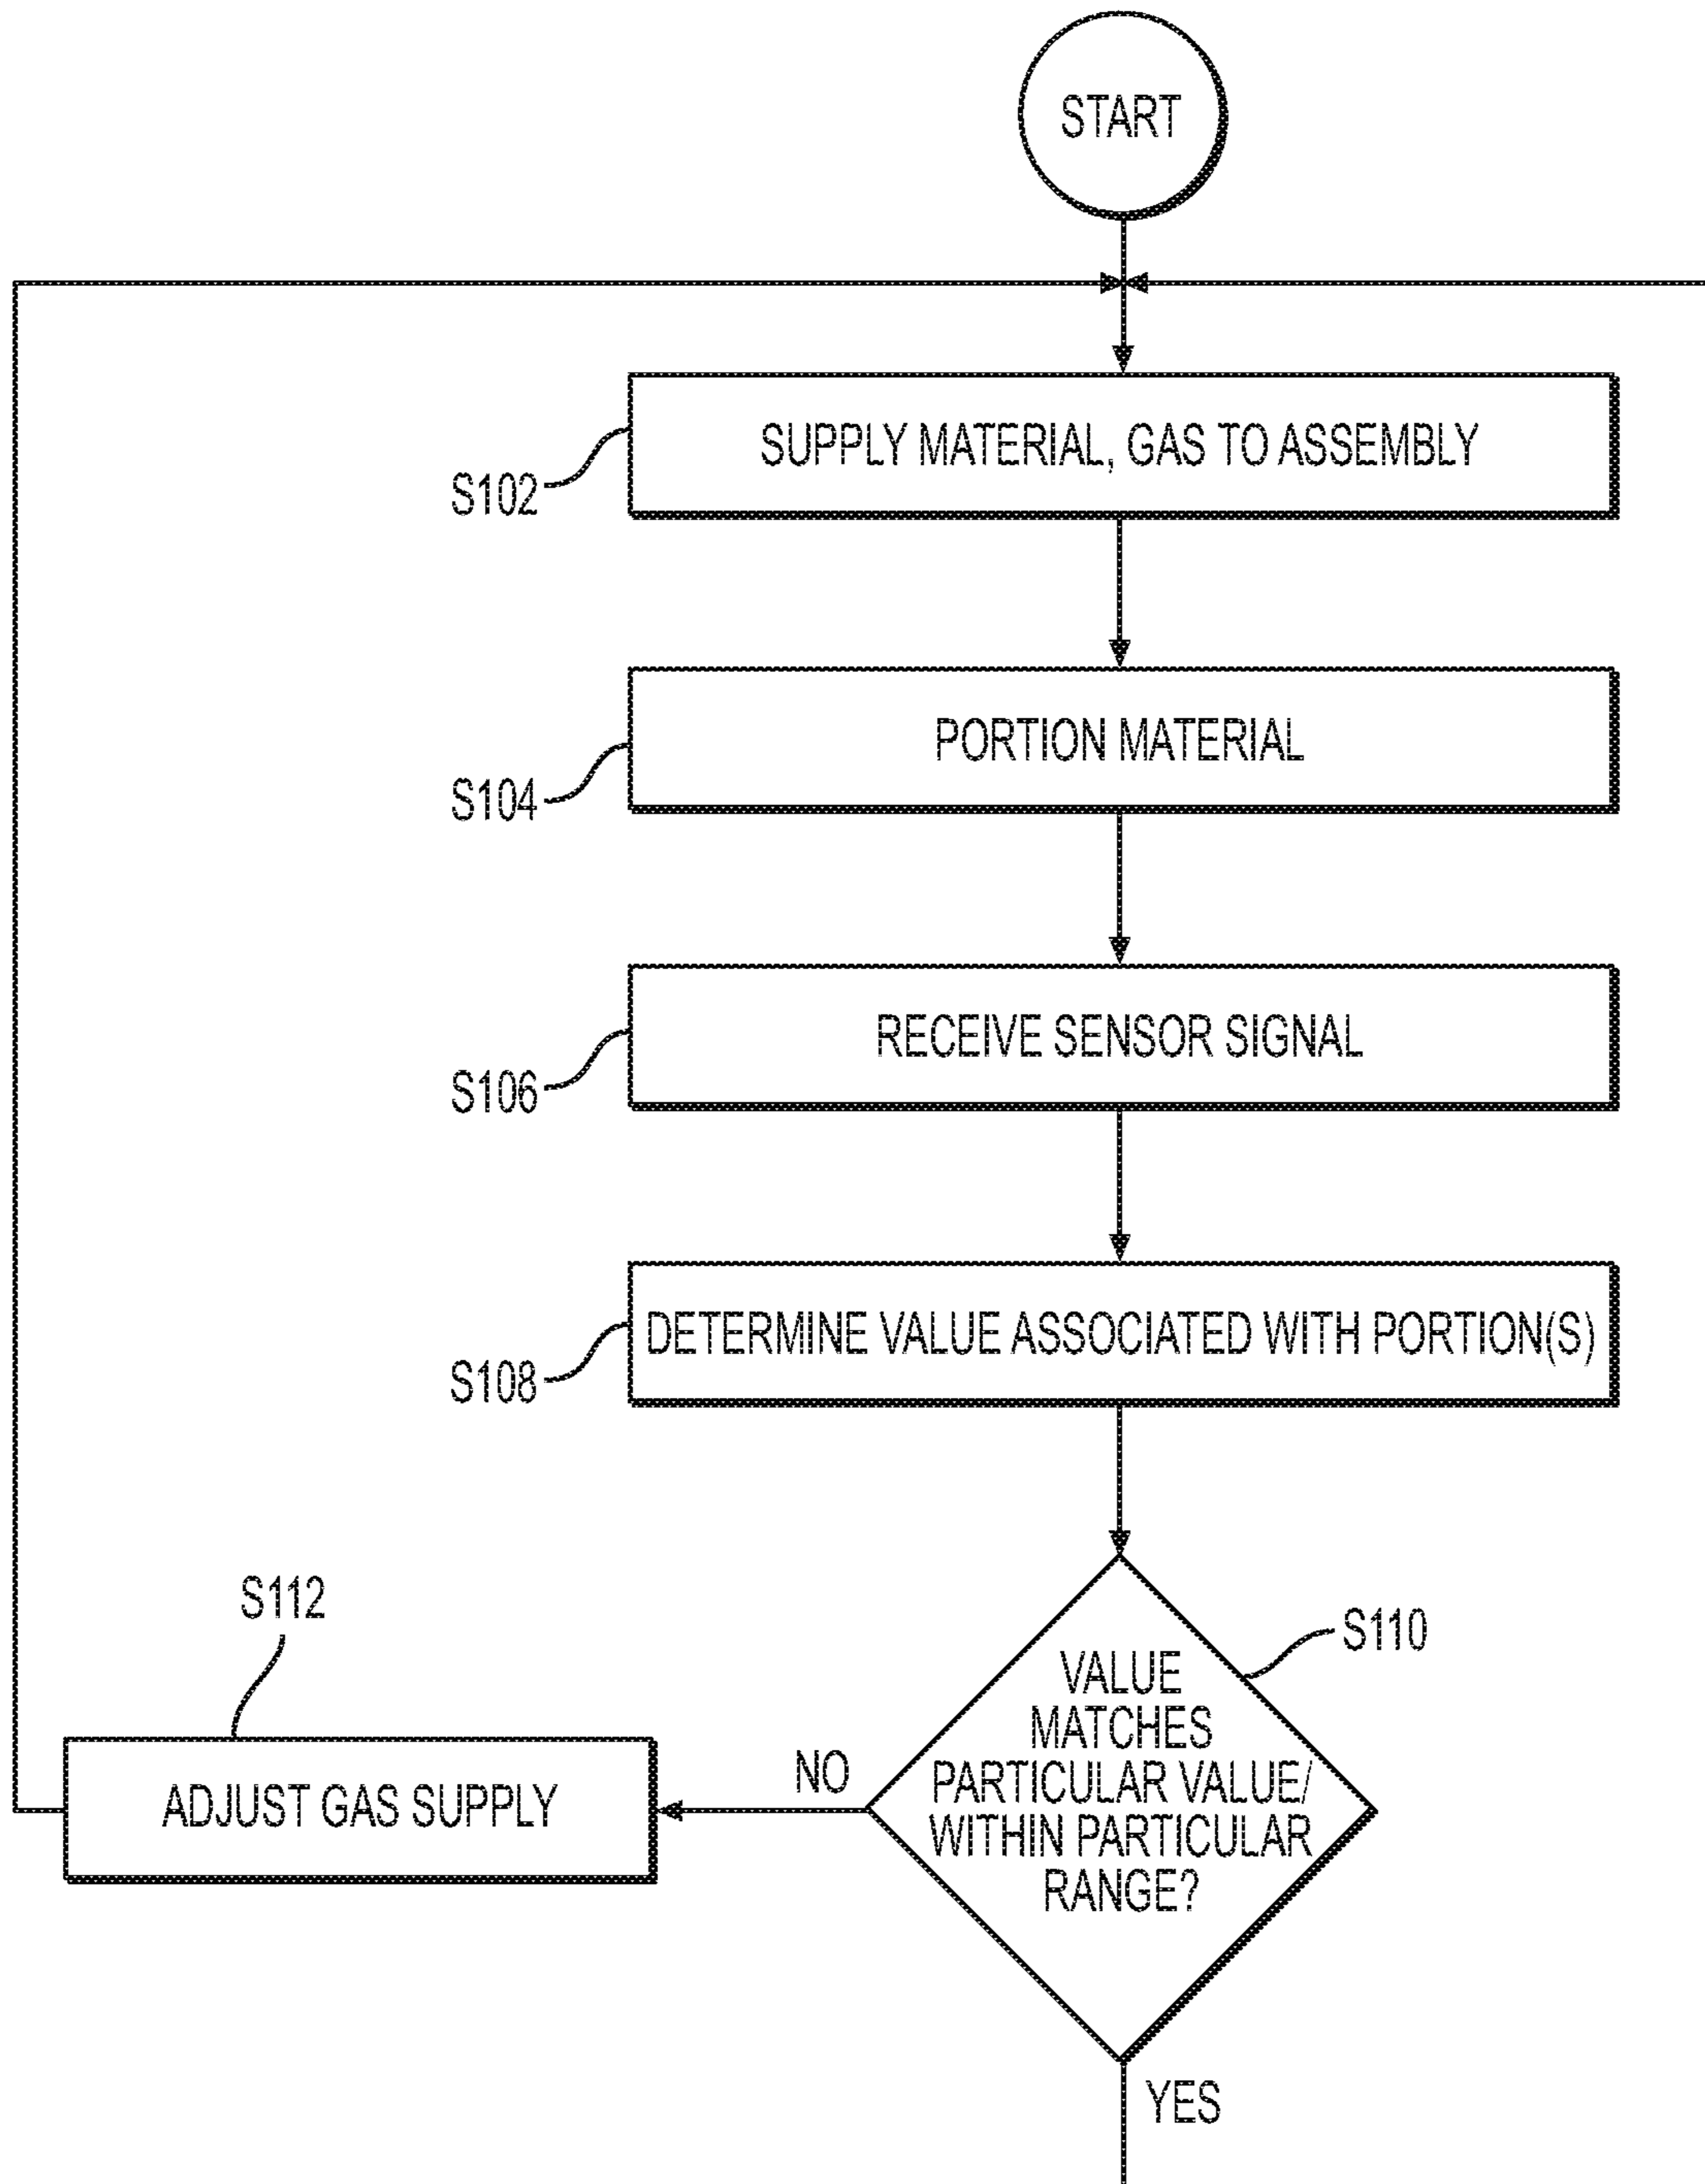 START
SUPPLY MATERIAL, GAS TO ASSEMBLY
S102
PORTION MATERIAL
S104
RECEIVE SENSOR SIGNAL
S106
DETERMINE VALUE ASSOCIATED WITH PORTION(S)
S108
S112
S110
VALUE
MATCHES
PARTICULAR VALUE/
WITHIN PARTICULAR
RANGE?
NO
ADJUST GAS SUPPLY
YES